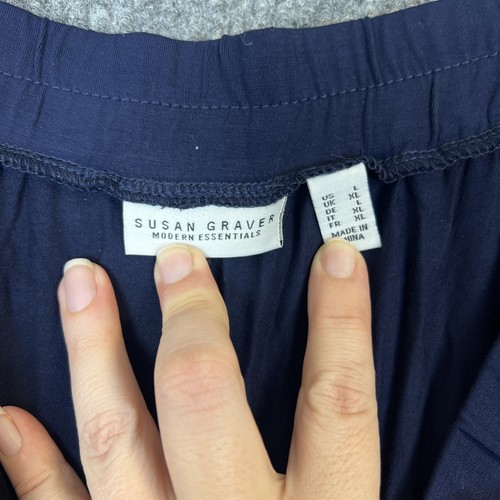 SUSAN GRAVER
MODERN ESSENTIALS
US L
UK XL
DE L
IT XL
FR XL
MADE IN
CHINA